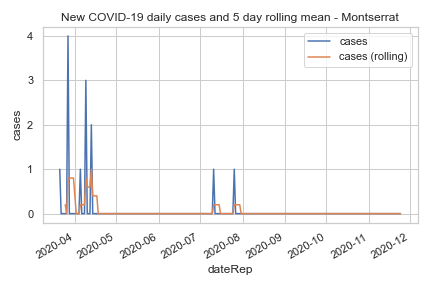 New COVID-19 daily cases and 5 day rolling mean - Montserrat
cases
cases (rolling)
cases
4
3
2
1
0
2020-04
2020-05
2020-06
2020-07
2020-08
2020-09
2020-10
2020-11
2020-12
dateRep